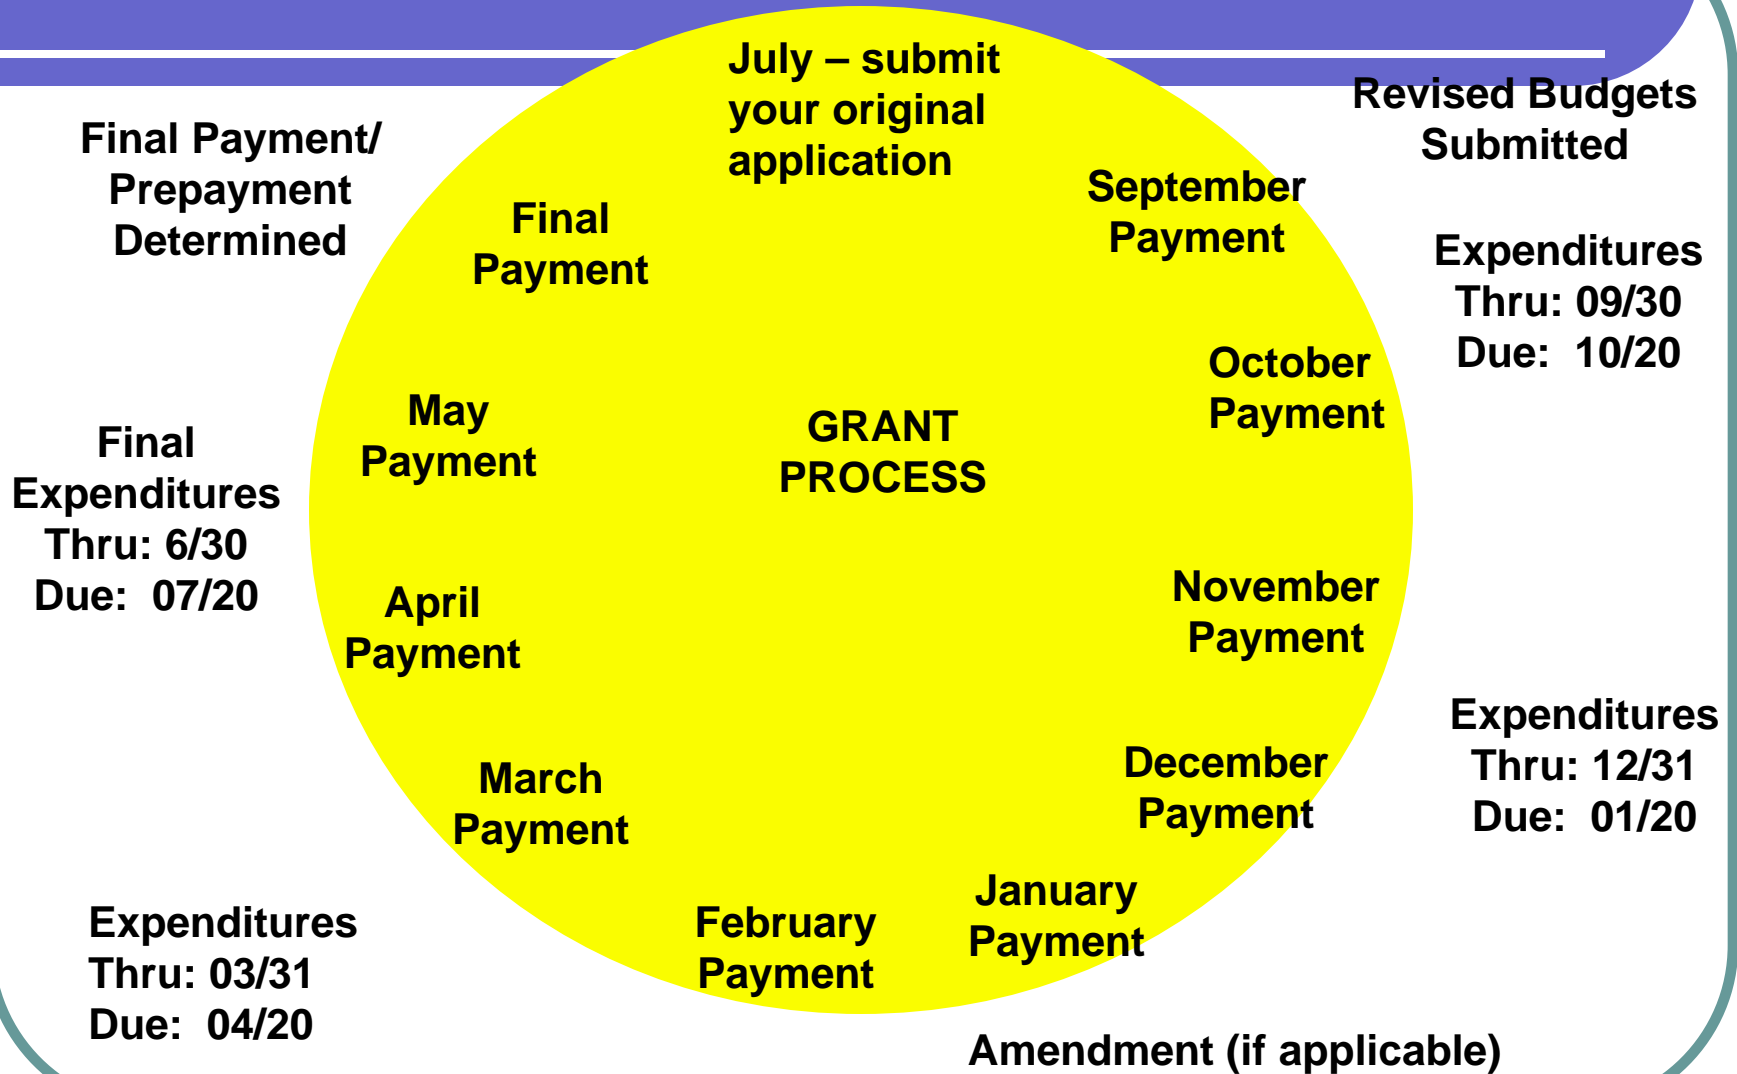 July – submit
your original
application
Revised Budgets
Submitted
September
Payment
Expenditures
Thru: 09/30
Due:  10/20
October
Payment
GRANT
PROCESS
November
Payment
Expenditures
Thru: 12/31
Due:  01/20
December
Payment
January
Payment
Amendment (if applicable)
February
Payment
March
Payment
Expenditures
Thru: 03/31
Due:  04/20
April
Payment
May
Payment
Final
Expenditures
Thru: 6/30
Due:  07/20
Final
Payment
Final Payment/
Prepayment
Determined